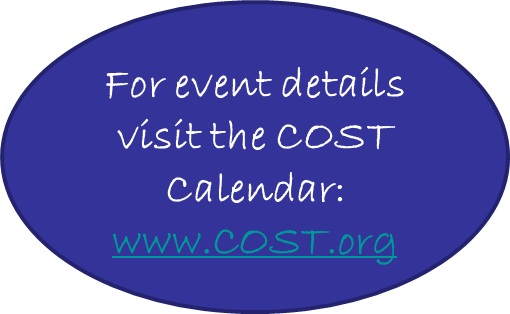 For event details
visit the COST
Calendar:
www.COST.org